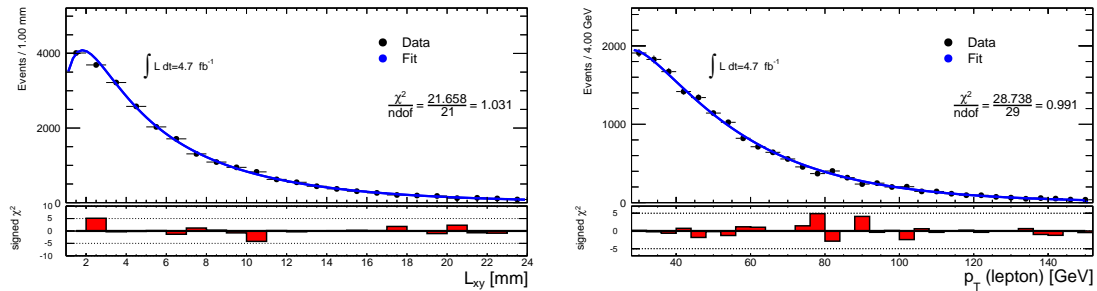 Events / 1.00 mm
4000
2000
0
∫ L dt=4.7 fb⁻¹
Data
Fit
χ²/ndof = 21.658/21 = 1.031
signed χ²
10
5
0
-5
-10
2 4 6 8 10 12 14 16 18 20 22 24
L_xy [mm]
Events / 4.00 GeV
2000
1000
0
∫ L dt=4.7 fb⁻¹
Data
Fit
χ²/ndof = 28.738/29 = 0.991
signed χ²
5
0
-5
40 60 80 100 120 140
p_T (lepton) [GeV]